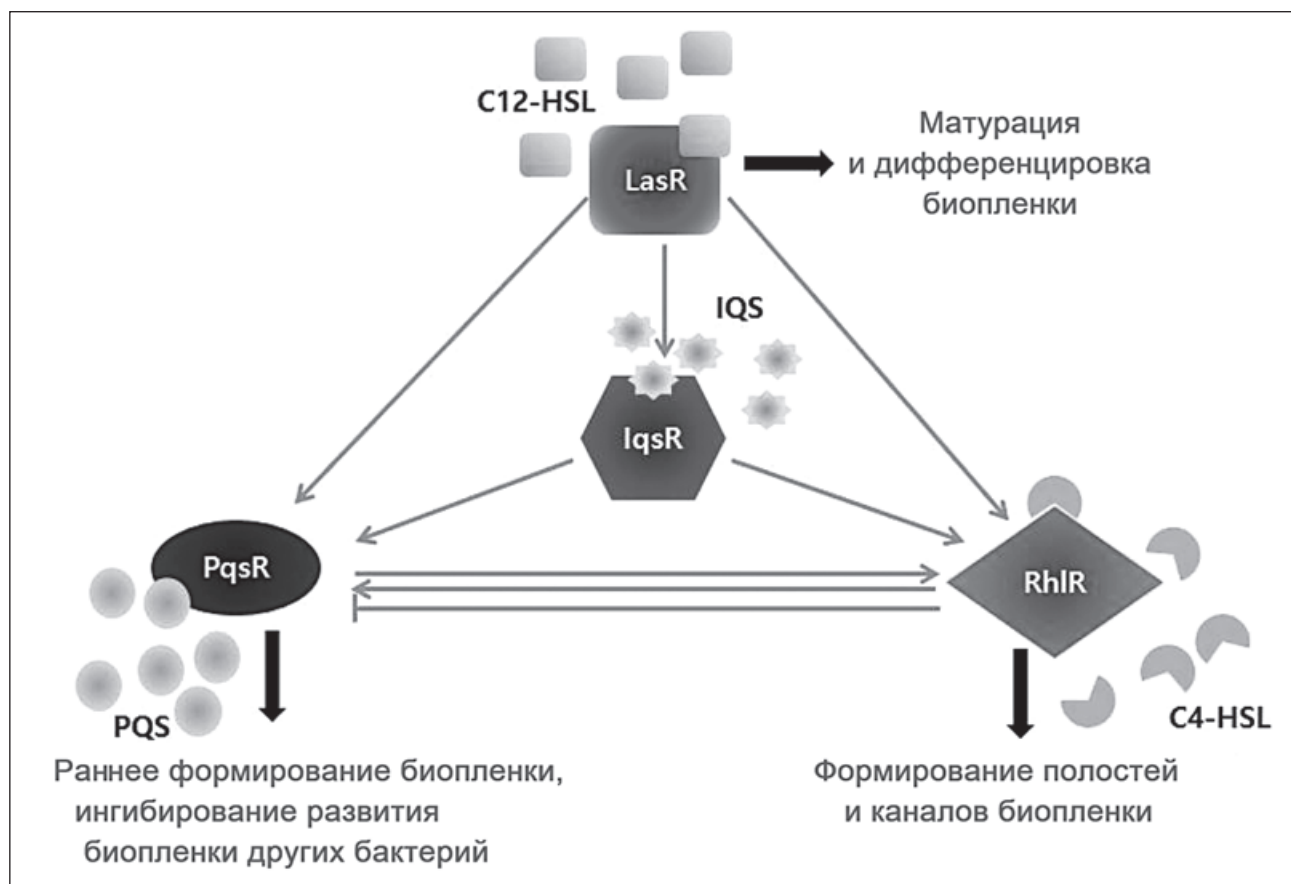 C12-HSL
LasR
Матурация
и дифференцировка
биопленки
IQS
IqsR
PqsR
RhlR
PQS
C4-HSL
Раннее формирование биопленки,
ингибирование развития
биопленки других бактерий
Формирование полостей
и каналов биопленки